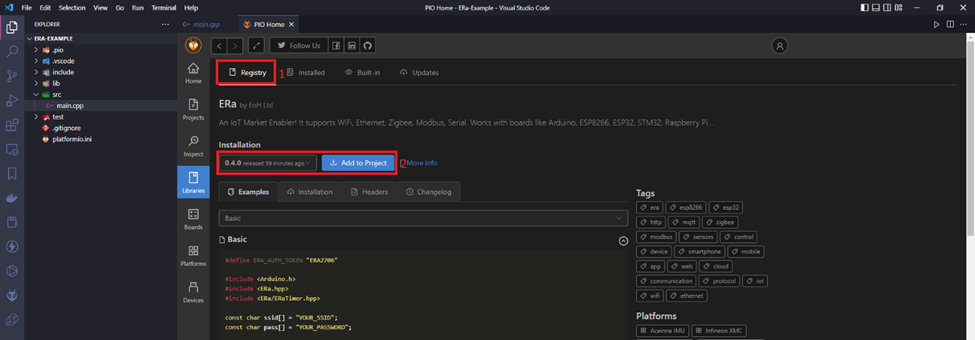 File Edit Selection View Go Run Terminal Help
PIO Home - ERa-Example - Visual Studio Code
EXPLORER
main.cpp
PIO Home
ERA-EXAMPLE
.pio
.vscode
include
lib
src
main.cpp
test
.gitignore
platformio.ini
Home
Projects
Inspect
Libraries
Boards
Platforms
Devices
Follow Us
Registry
1
Installed
Built-in
Updates
ERa by EoH Ltd
An IoT Market Enabler! It supports WiFi, Ethernet, Zigbee, Modbus, Serial. Works with boards like Arduino, ESP8266, ESP32, STM32, Raspberry Pi...
Installation
0.4.0 released 59 minutes ago
Add to Project
2
More info
Examples
Installation
Headers
Changelog
Basic
Basic
#define ERA_AUTH_TOKEN "ERA2706"
#include <Arduino.h>
#include <ERa.hpp>
#include <ERa/ERaTimer.hpp>
const char ssid[] = "YOUR_SSID";
const char pass[] = "YOUR_PASSWORD";
Tags
era esp8266 esp32
http mqtt zigbee
modbus sensors control
device smartphone mobile
app web cloud
communication protocol iot
wifi ethernet
Platforms
Aceinna IMU Infineon XMC